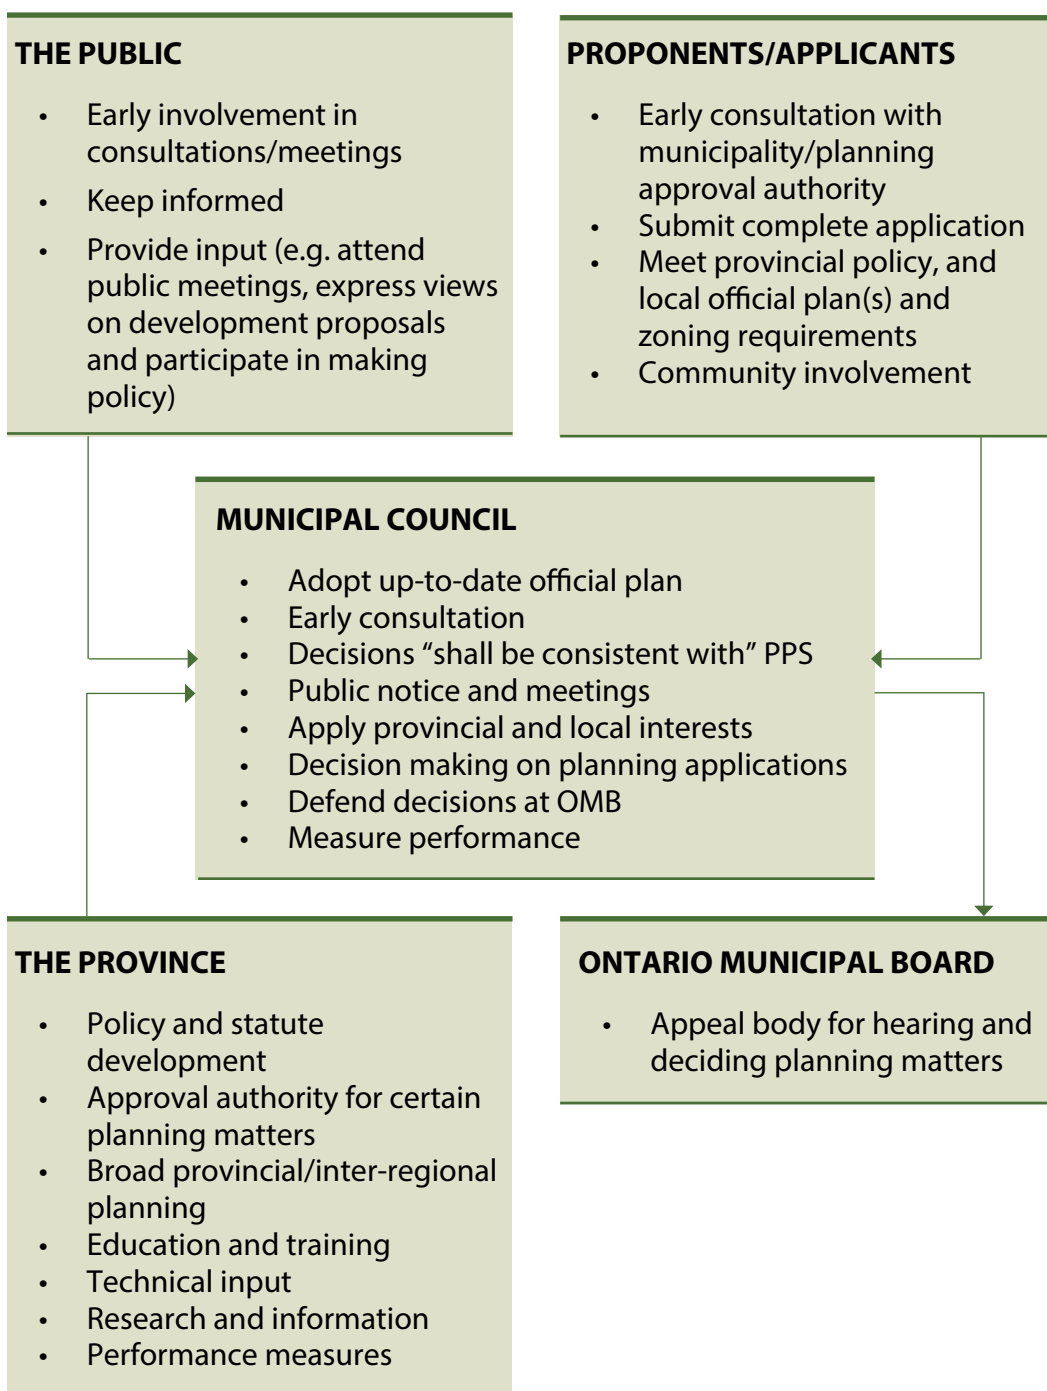 THE PUBLIC
• Early involvement in
consultations/meetings
• Keep informed
• Provide input (e.g. attend
public meetings, express views
on development proposals
and participate in making
policy)
PROPONENTS/APPLICANTS
• Early consultation with
municipality/planning
approval authority
• Submit complete application
• Meet provincial policy, and
local official plan(s) and
zoning requirements
• Community involvement
MUNICIPAL COUNCIL
• Adopt up-to-date official plan
• Early consultation
• Decisions “shall be consistent with” PPS
• Public notice and meetings
• Apply provincial and local interests
• Decision making on planning applications
• Defend decisions at OMB
• Measure performance
THE PROVINCE
• Policy and statute
development
• Approval authority for certain
planning matters
• Broad provincial/inter-regional
planning
• Education and training
• Technical input
• Research and information
• Performance measures
ONTARIO MUNICIPAL BOARD
• Appeal body for hearing and
deciding planning matters